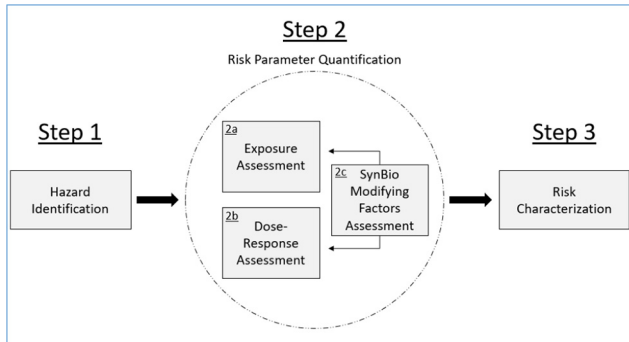 Step 2
Risk Parameter Quantification
Step 1
Hazard
Identification
2a
Exposure
Assessment
2b
Dose-
Response
Assessment
2c
SynBio
Modifying
Factors
Assessment
Step 3
Risk
Characterization